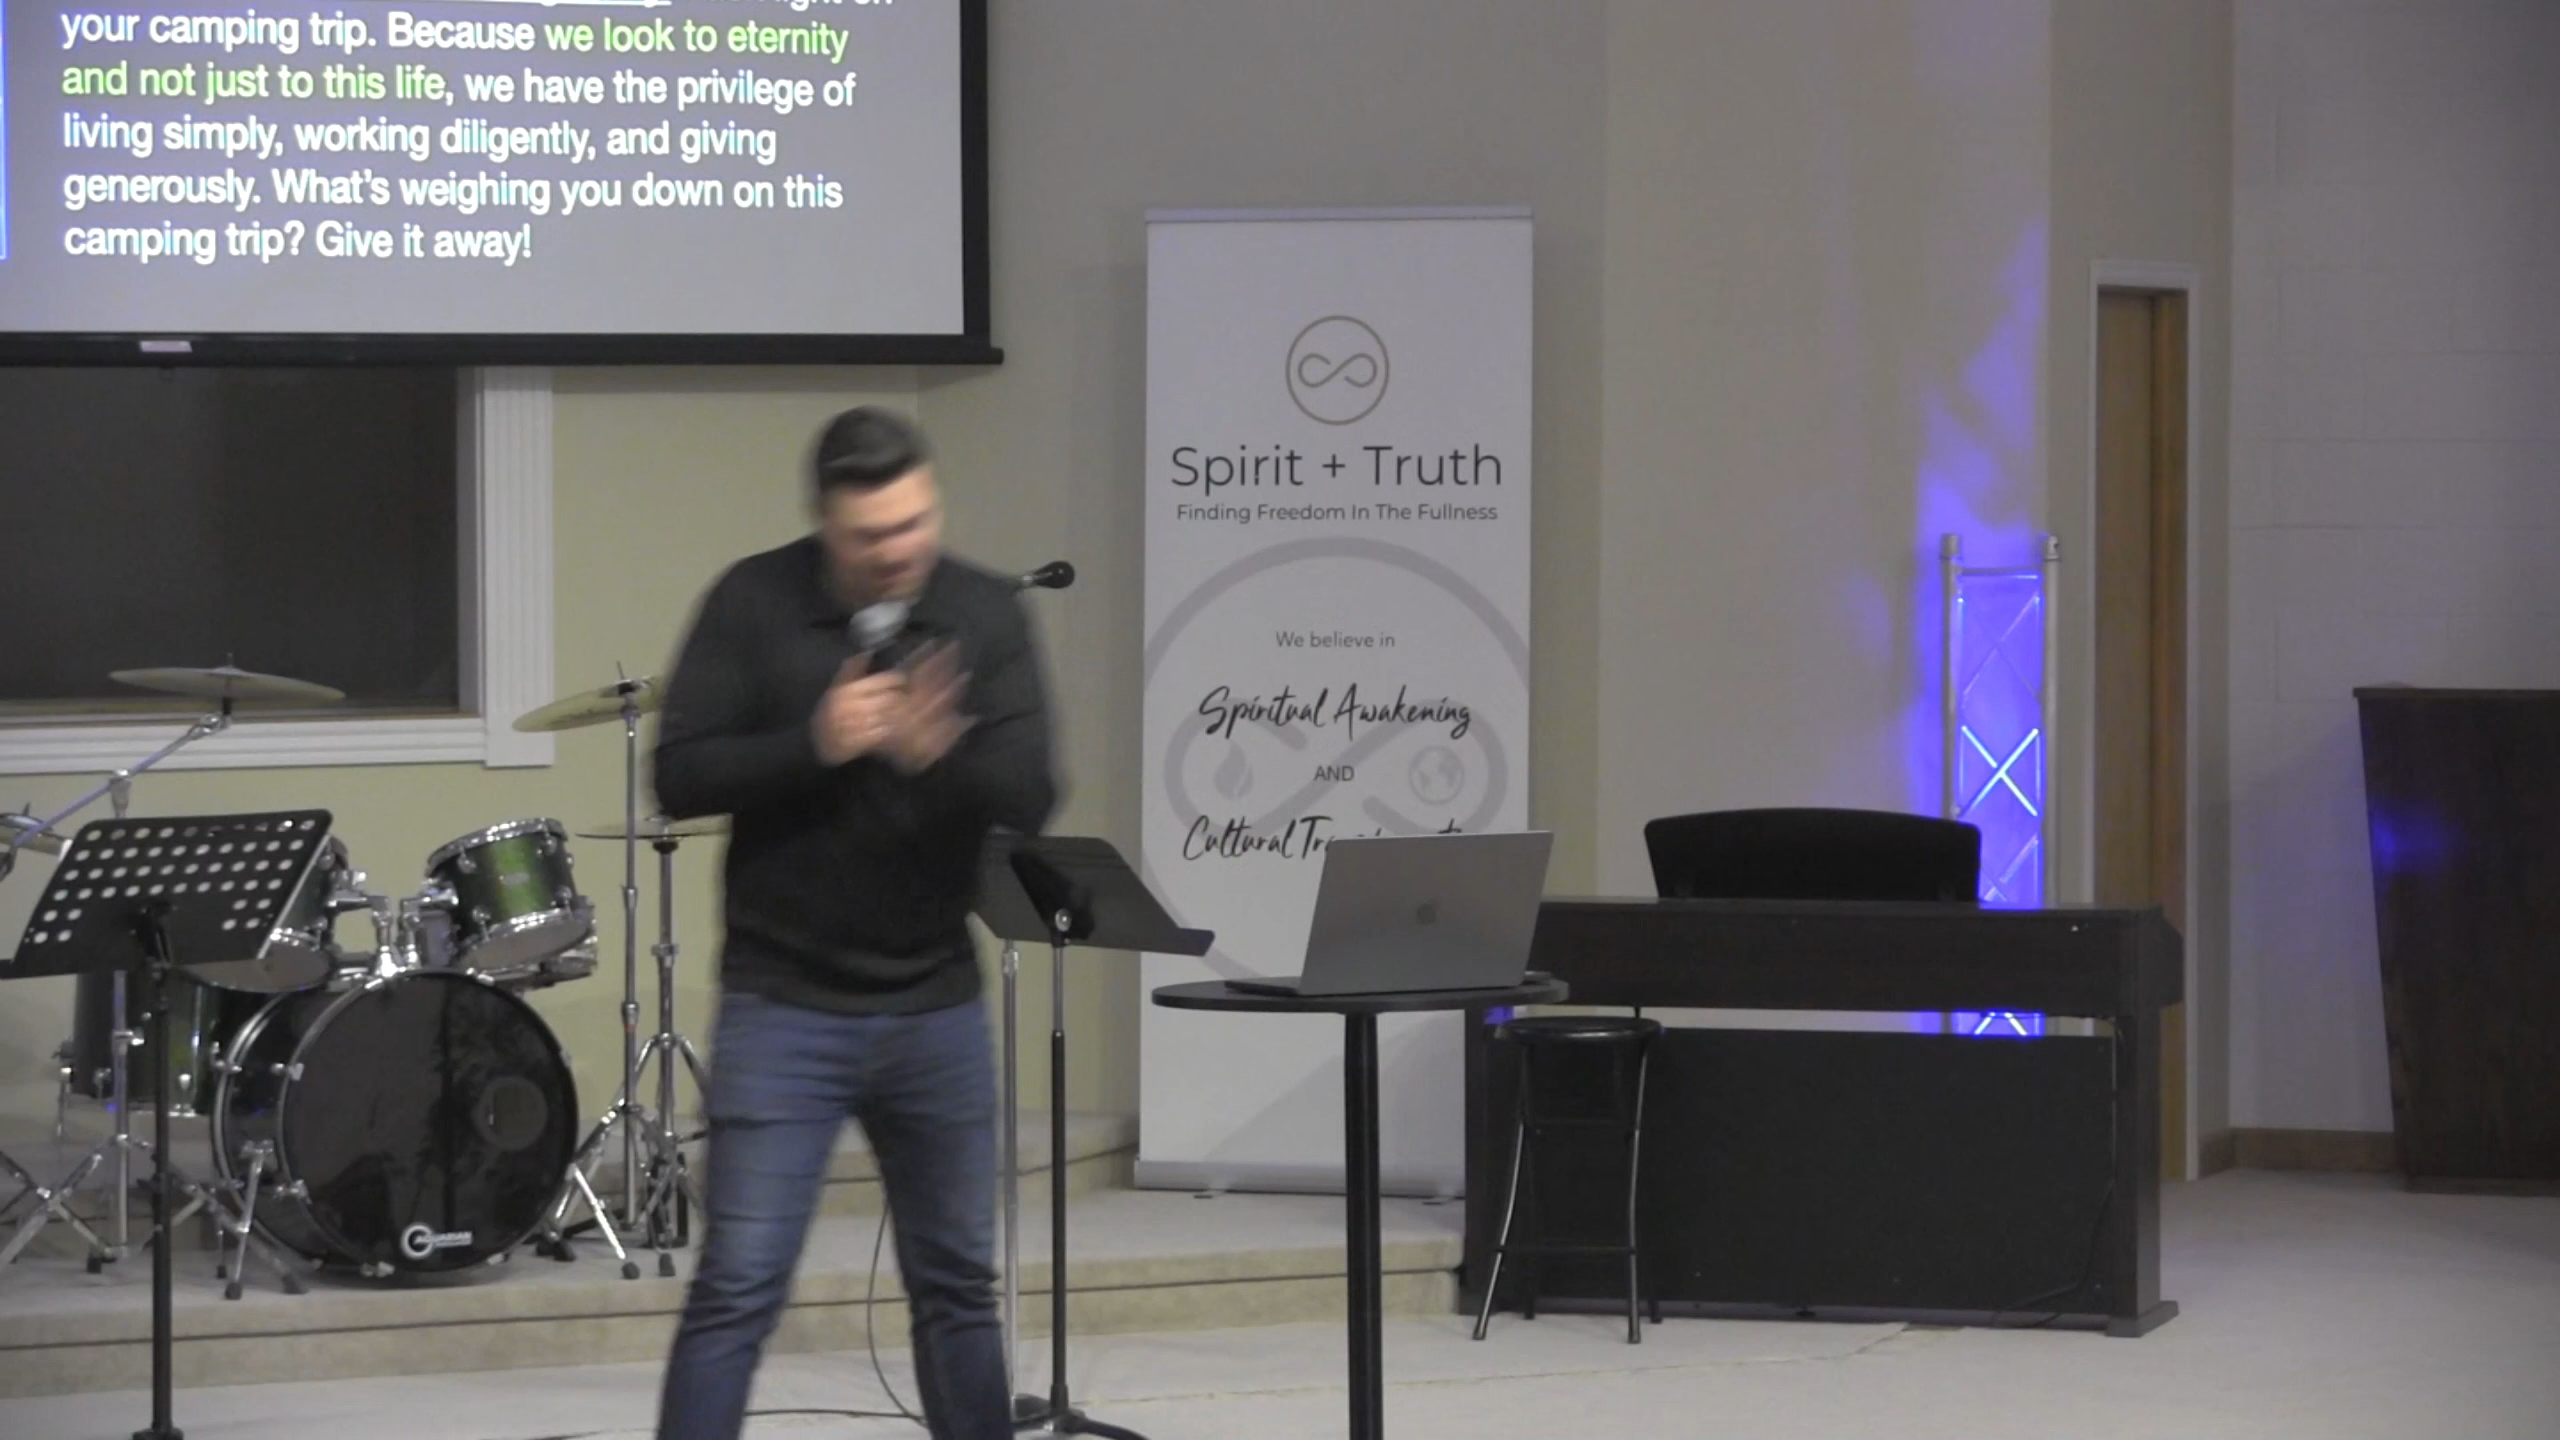 your camping trip. Because we look to eternity
and not just to this life, we have the privilege of
living simply, working diligently, and giving
generously. What's weighing you down on this
camping trip? Give it away!
Spirit + Truth
Finding Freedom In The Fullness
We believe in
Spiritual Awakening
AND
Cultural
AQUARIAN